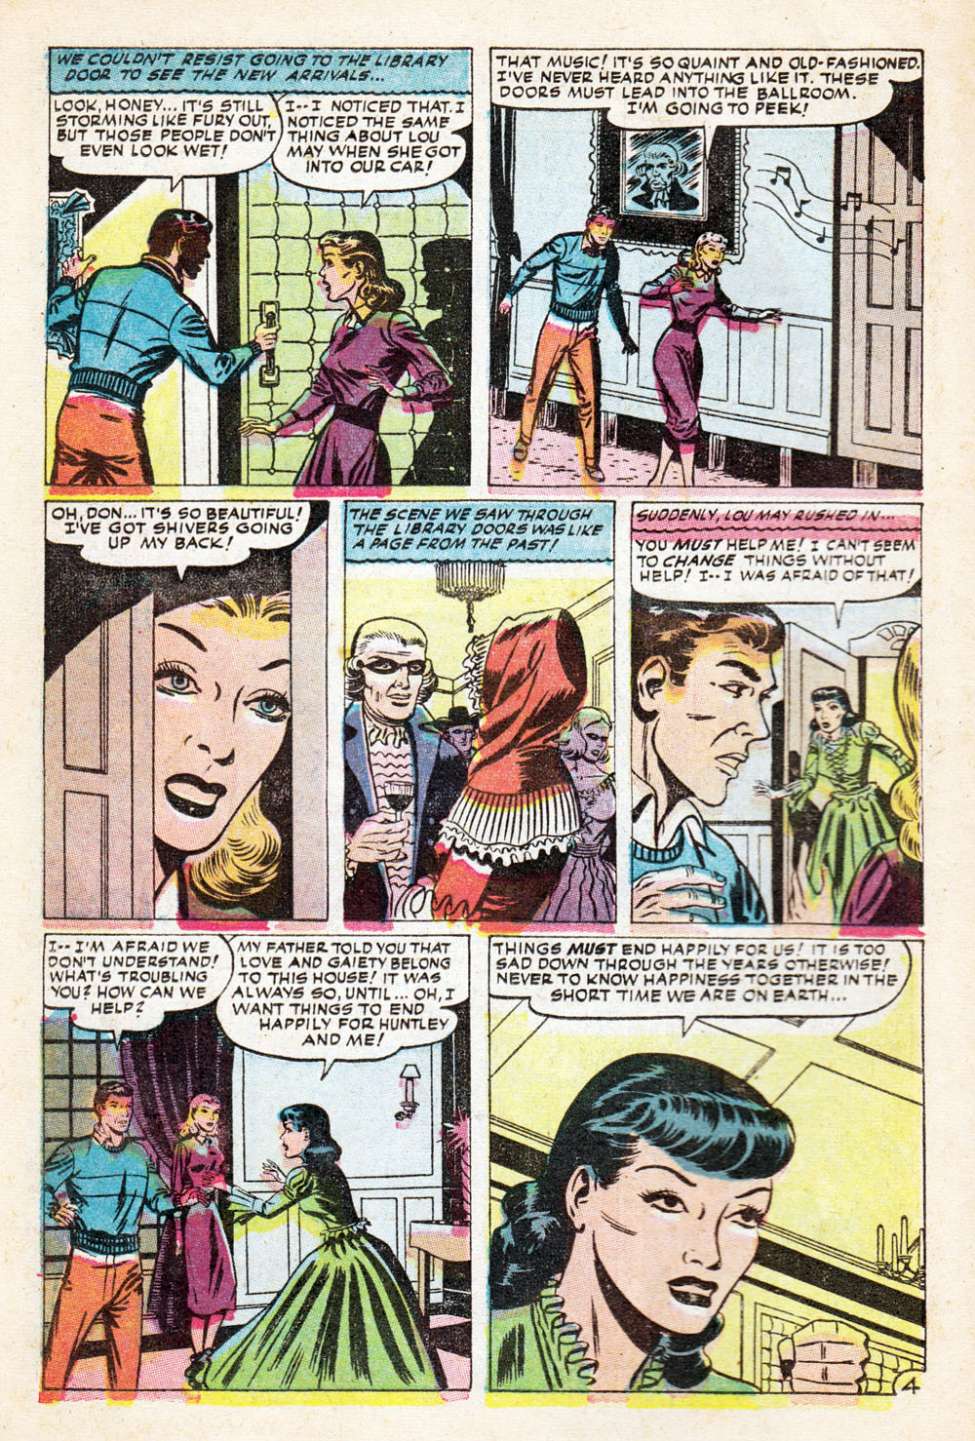 WE COULDN'T RESIST GOING TO THE LIBRARY
DOOR TO SEE THE NEW ARRIVALS...
LOOK, HONEY... IT'S STILL
STORMING LIKE FURY OUT,
BUT THOSE PEOPLE DON'T
EVEN LOOK WET!
I--I NOTICED THAT. I
NOTICED THE SAME
THING ABOUT LOU
MAY WHEN SHE GOT
INTO OUR CAR!
THAT MUSIC! IT'S SO QUAINT AND OLD-FASHIONED.
I'VE NEVER HEARD ANYTHING LIKE IT. THESE
DOORS MUST LEAD INTO THE BALLROOM.
I'M GOING TO PEEK!
OH, DON... IT'S SO BEAUTIFUL!
I'VE GOT SHIVERS GOING
UP MY BACK!
THE SCENE WE SAW THROUGH
THE LIBRARY DOORS WAS LIKE
A PAGE FROM THE PAST!
SUDDENLY, LOU MAY RUSHED IN...
YOU MUST HELP ME! I CAN'T SEEM
TO CHANGE THINGS WITHOUT
HELP! I--I WAS AFRAID OF THAT!
I--I'M AFRAID WE
DON'T UNDERSTAND!
WHAT'S TROUBLING
YOU? HOW CAN WE
HELP?
MY FATHER TOLD YOU THAT
LOVE AND GAIETY BELONG
TO THIS HOUSE! IT WAS
ALWAYS SO, UNTIL... OH, I
WANT THINGS TO END
HAPPILY FOR HUNTLEY
AND ME!
THINGS MUST END HAPPILY FOR US! IT IS TOO
SAD DOWN THROUGH THE YEARS OTHERWISE!
NEVER TO KNOW HAPPINESS TOGETHER IN THE
SHORT TIME WE ARE ON EARTH...
4